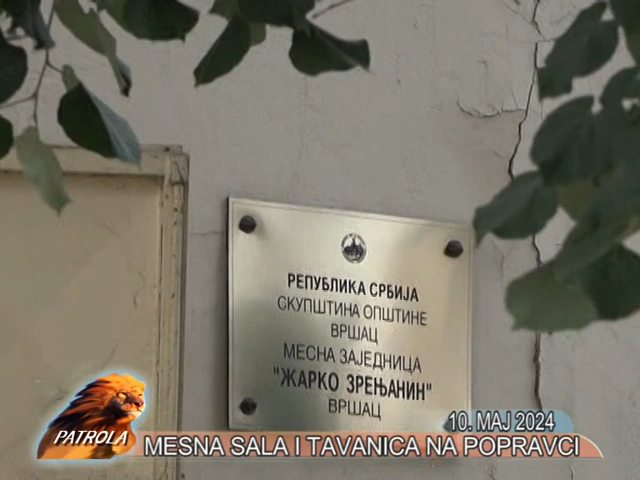 РЕПУБЛИКА СРБИЈА
СКУПШТИНА ОПШТИНЕ
ВРШАЦ
МЕСНА ЗАЈЕДНИЦА
"ЖАРКО ЗРЕЊАНИН"
ВРШАЦ
10. MAJ 2024
PATROLA
MESNA SALA I TAVANICA NA POPRAVCI